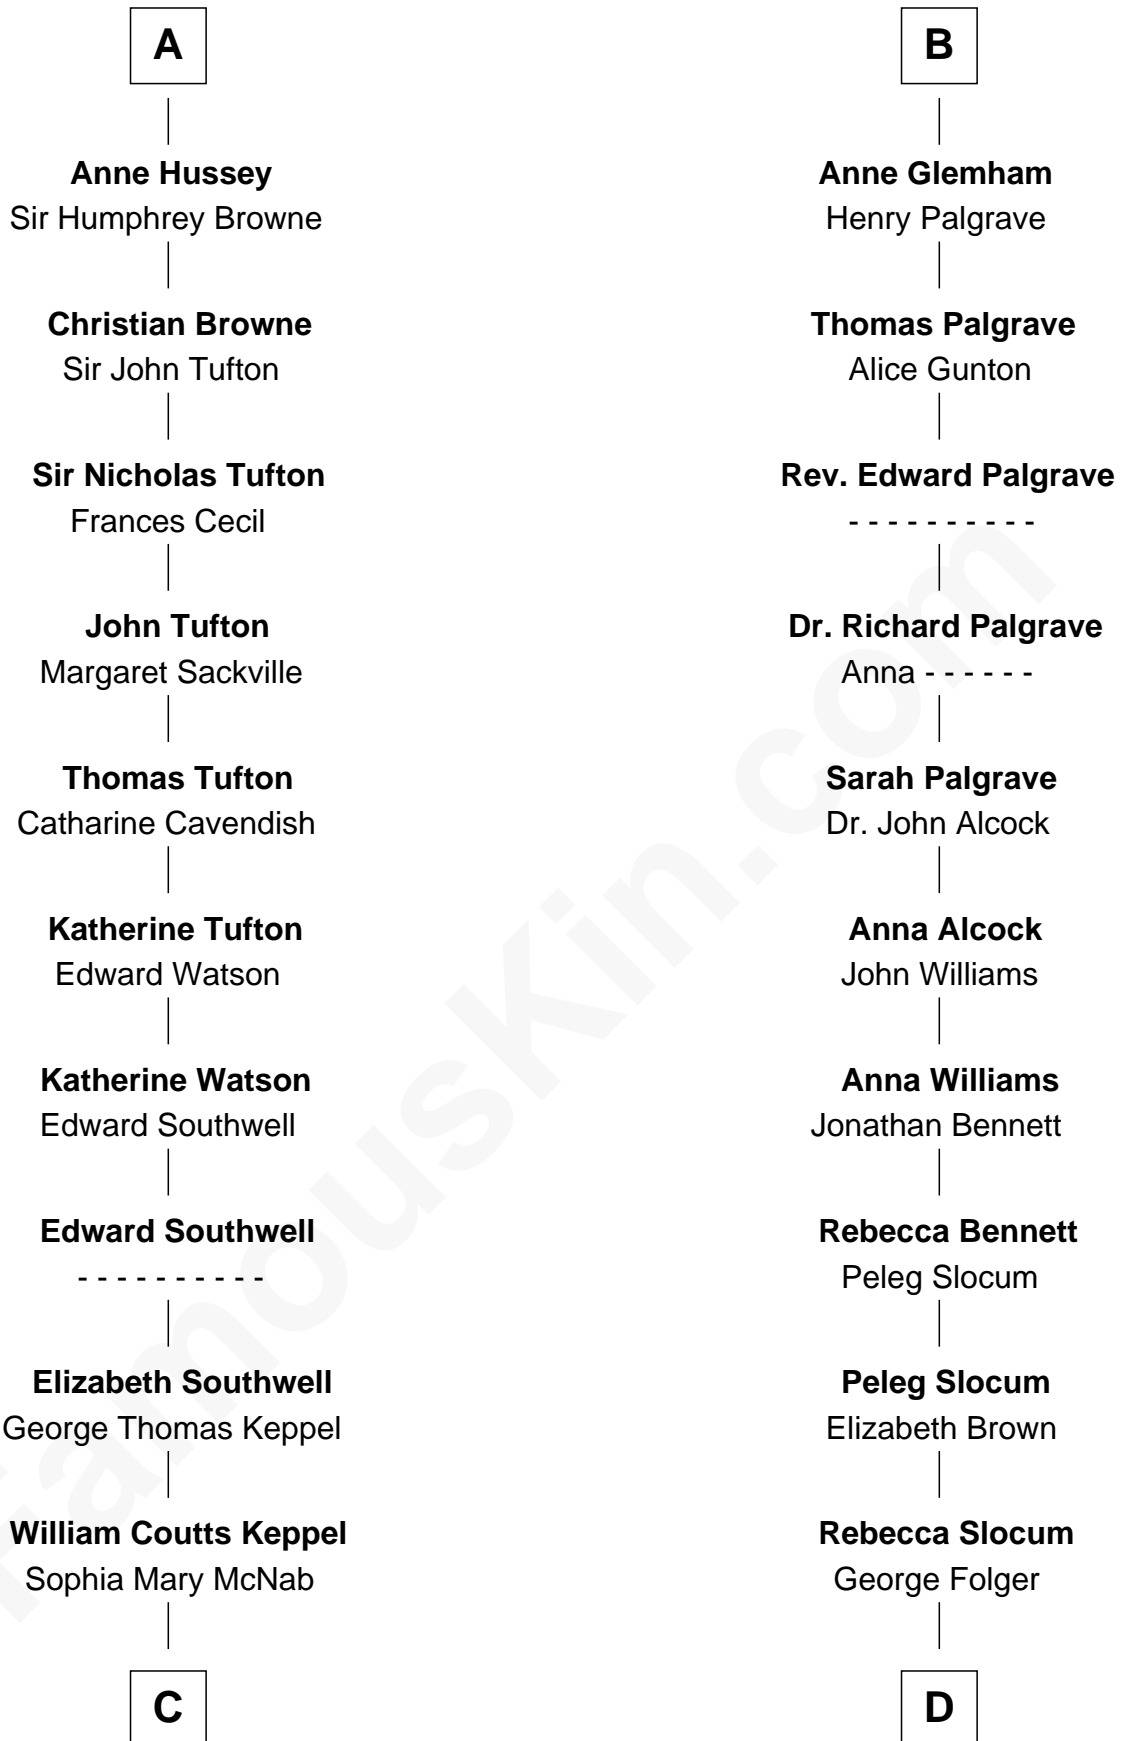 A
Anne Hussey
Sir Humphrey Browne
Christian Browne
Sir John Tufton
Sir Nicholas Tufton
Frances Cecil
John Tufton
Margaret Sackville
Thomas Tufton
Catharine Cavendish
Katherine Tufton
Edward Watson
Katherine Watson
Edward Southwell
Edward Southwell
- - - - - - - - - -
Elizabeth Southwell
George Thomas Keppel
William Coutts Keppel
Sophia Mary McNab
C
B
Anne Glemham
Henry Palgrave
Thomas Palgrave
Alice Gunton
Rev. Edward Palgrave
- - - - - - - - - -
Dr. Richard Palgrave
Anna - - - - - -
Sarah Palgrave
Dr. John Alcock
Anna Alcock
John Williams
Anna Williams
Jonathan Bennett
Rebecca Bennett
Peleg Slocum
Peleg Slocum
Elizabeth Brown
Rebecca Slocum
George Folger
D
FamousKin.com